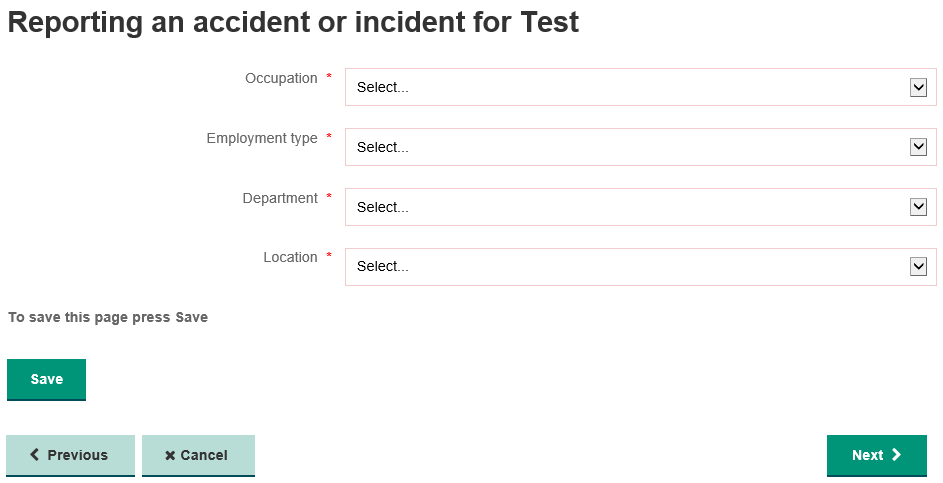 Reporting an accident or incident for Test
Occupation * Select...
Employment type * Select...
Department * Select...
Location * Select...
To save this page press Save
Save
Previous Cancel Next